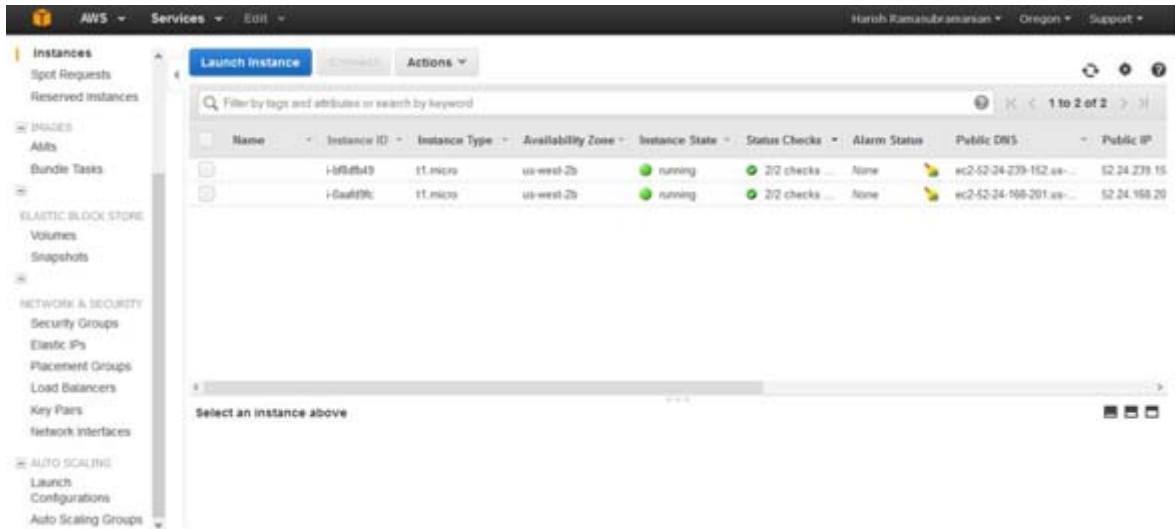 AWS Services Edit Harish Ramasubramanian Oregon Support
Instances
Spot Requests
Reserved Instances
IMAGES
AMIs
Bundle Tasks
ELASTIC BLOCK STORE
Volumes
Snapshots
NETWORK & SECURITY
Security Groups
Elastic IPs
Placement Groups
Load Balancers
Key Pairs
Network Interfaces
AUTO SCALING
Launch
Configurations
Auto Scaling Groups
Launch Instance Connect Actions
Filter by tags and attributes or search by keyword 1 to 2 of 2
Name Instance ID Instance Type Availability Zone Instance State Status Checks Alarm Status Public DNS Public IP
t1.micro us-west-2b running 2/2 checks ... None ec2-52-24-239-152.us-... 52.24.239.15
t1.micro us-west-2b running 2/2 checks ... None ec2-52-24-168-201.us-... 52.24.168.20
Select an instance above